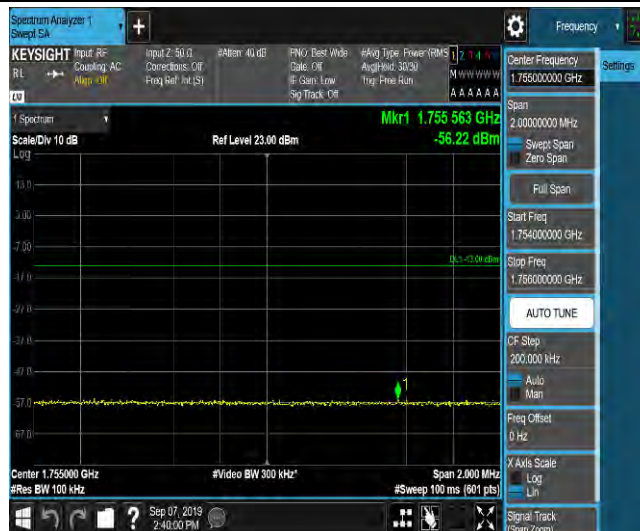 Spectrum Analyzer 1
Swept SA
Frequency
KEYSIGHT
Input: RF
Coupling: AC
Align: Off
Input Z: 50 Ω
Corrections: Off
Freq Ref: Int (S)
#Atten: 40 dB
PNO: Best Wide
Gate: Off
IF Gain: Low
Sig Track: Off
#Avg Type: Power (RMS
Avg|Hold: 30/30
Trig: Free Run
1 2
M W W W W W
A A A A A A
RL
LXI
1 Spectrum
Scale/Div 10 dB
Log
Ref Level 23.00 dBm
Mkr1 1.755 563 GHz
-56.22 dBm
13.0
3.00
-7.00
DL1 -13.00 dBm
-17.0
-27.0
-37.0
-47.0
1
-57.0
-67.0
Center 1.755000 GHz
#Video BW 300 kHz*
Span 2.000 MHz
#Res BW 100 kHz
#Sweep 100 ms (601 pts)
Sep 07, 2019
2:40:00 PM
Center Frequency
1.755000000 GHz
Settings
Span
2.00000000 MHz
Swept Span
Zero Span
Full Span
Start Freq
1.754000000 GHz
Stop Freq
1.756000000 GHz
AUTO TUNE
CF Step
200.000 kHz
Auto
Man
Freq Offset
0 Hz
X Axis Scale
Log
Lin
Signal Track
(Span Zoom)